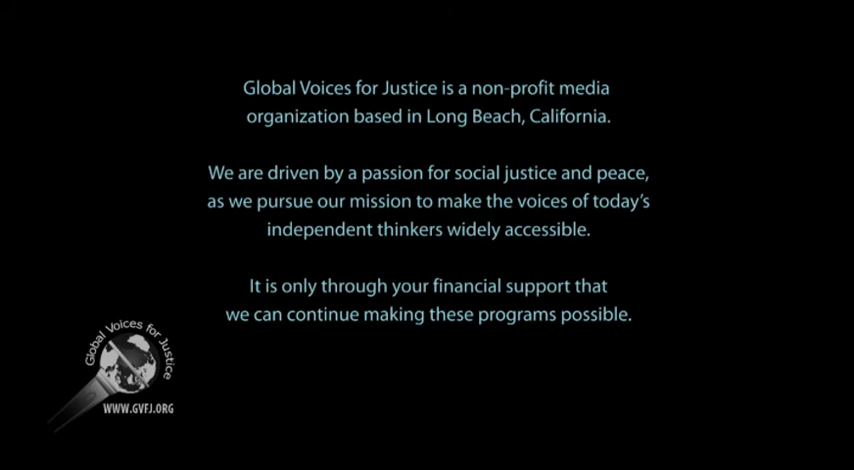 Global Voices for Justice is a non-profit media
organization based in Long Beach, California.
We are driven by a passion for social justice and peace,
as we pursue our mission to make the voices of today's
independent thinkers widely accessible.
It is only through your financial support that
we can continue making these programs possible.
Global Voices for Justice
WWW.GVFJ.ORG